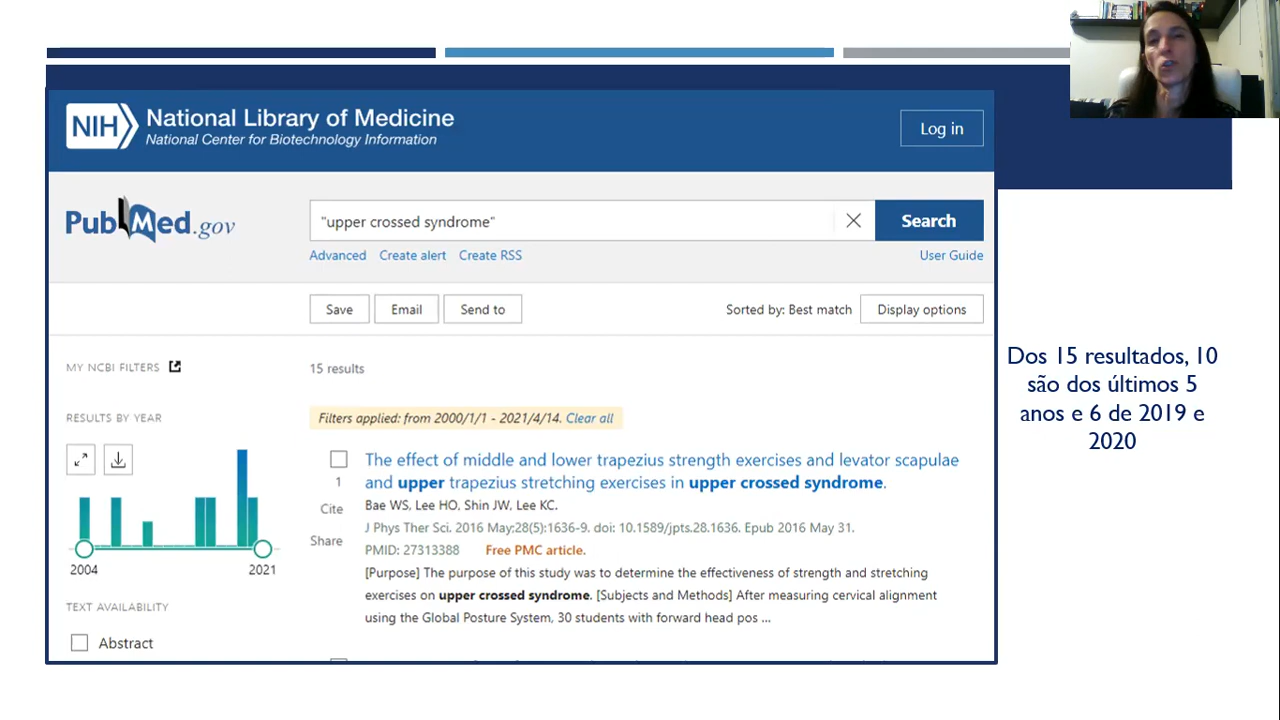 NIH National Library of Medicine
National Center for Biotechnology Information
Log in
PubMed.gov
"upper crossed syndrome"
Search
Advanced Create alert Create RSS
User Guide
Save Email Send to
Sorted by: Best match Display options
MY NCBI FILTERS
15 results
RESULTS BY YEAR
Filters applied: from 2000/1/1 - 2021/4/14. Clear all
The effect of middle and lower trapezius strength exercises and levator scapulae
1 and upper trapezius stretching exercises in upper crossed syndrome.
Cite Bae WS, Lee HO, Shin JW, Lee KC.
J Phys Ther Sci. 2016 May;28(5):1636-9. doi: 10.1589/jpts.28.1636. Epub 2016 May 31.
Share PMID: 27313388 Free PMC article.
[Purpose] The purpose of this study was to determine the effectiveness of strength and stretching
exercises on upper crossed syndrome. [Subjects and Methods] After measuring cervical alignment
using the Global Posture System, 30 students with forward head pos ...
2004 2021
TEXT AVAILABILITY
Abstract
Dos 15 resultados, 10
são dos últimos 5
anos e 6 de 2019 e
2020